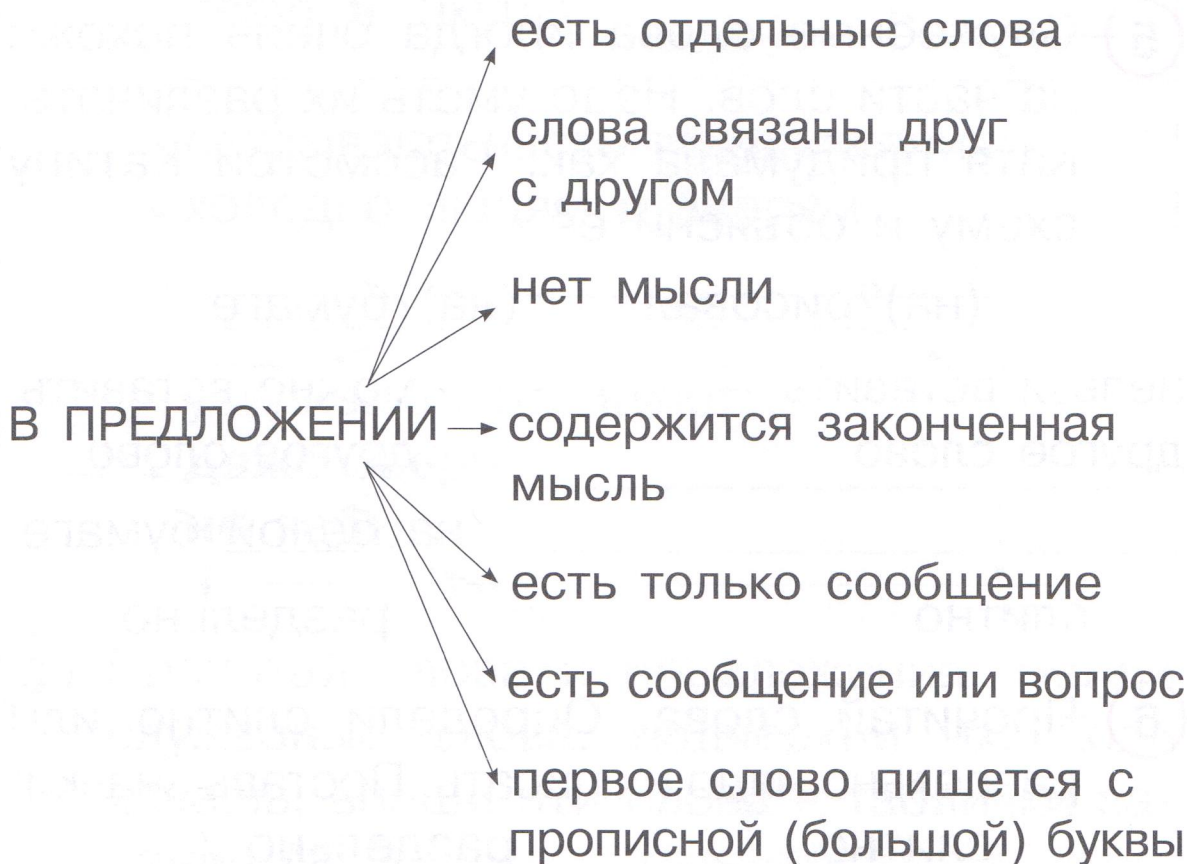 есть отдельные слова
слова связаны друг
с другом
нет мысли
В ПРЕДЛОЖЕНИИ
содержится законченная
мысль
есть только сообщение
есть сообщение или вопрос
первое слово пишется с
прописной (большой) буквы